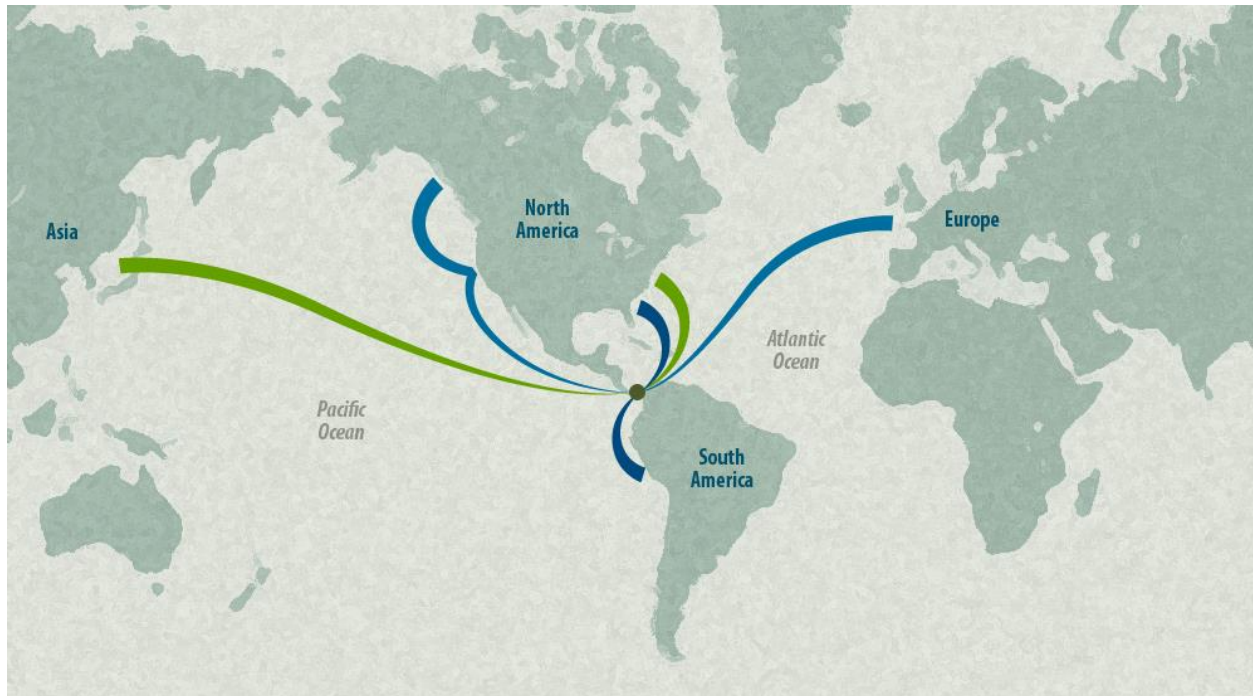 Asia
North
America
Europe
Atlantic
Ocean
Pacific
Ocean
South
America